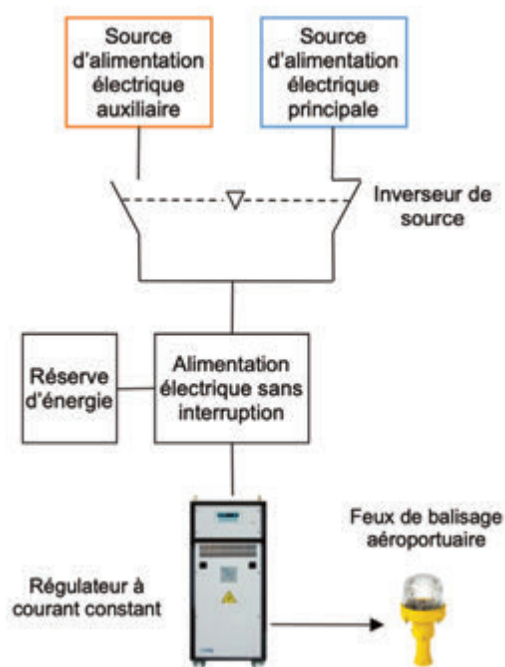 Source
d'alimentation
électrique
auxiliaire
Source
d'alimentation
électrique
principale
Inverseur de
source
Réserve
d'énergie
Alimentation
électrique sans
interruption
Régulateur à
courant constant
Feux de balisage
aéroportuaire